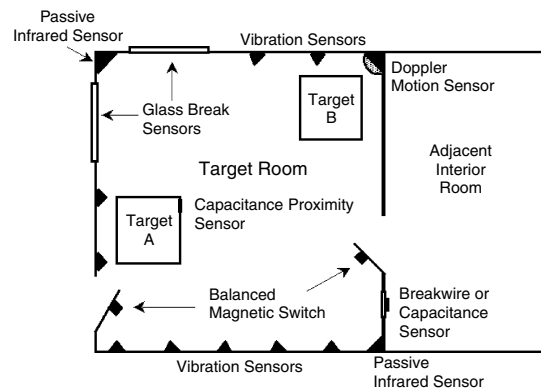 Passive
Infrared Sensor
Vibration Sensors
Doppler
Motion Sensor
Glass Break
Sensors
Target
B
Target Room
Adjacent
Interior
Room
Target
A
Capacitance Proximity
Sensor
Balanced
Magnetic Switch
Breakwire or
Capacitance
Sensor
Vibration Sensors
Passive
Infrared Sensor